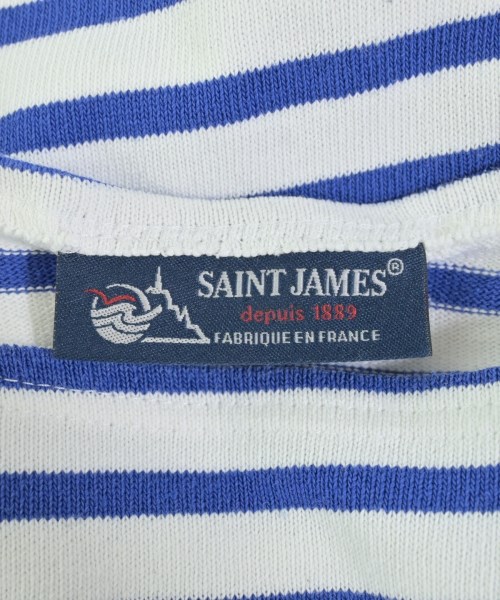 SAINT JAMES®
depuis 1889
FABRIQUE EN FRANCE